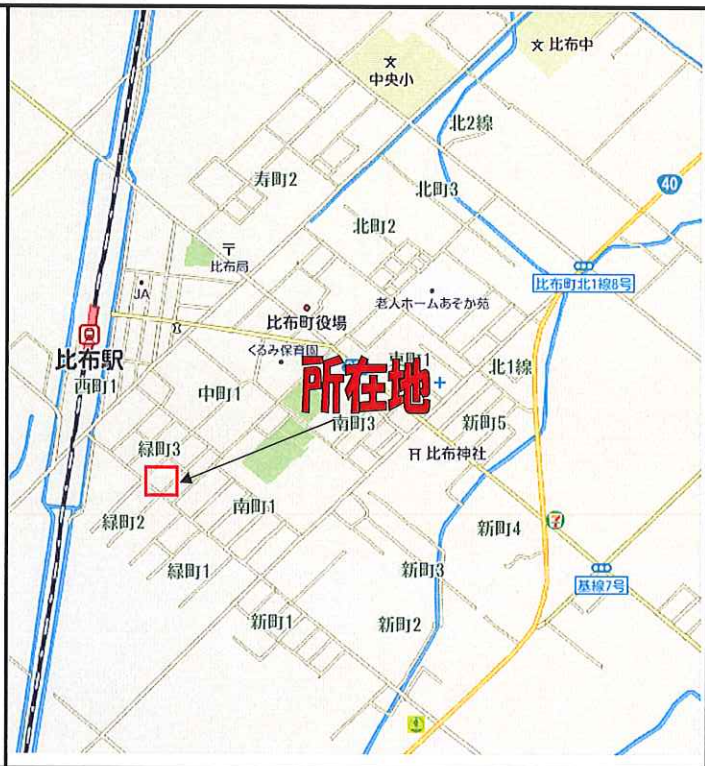 比布中
中央小
北2線
40
寿町2
北町3
北町2
比布局
比布町北1線8号
JA
老人ホームあそか苑
比布町役場
比布駅
くるみ保育園
東町1
西町1
北1線
所在地
中町1
南町3
新町5
緑町3
比布神社
南町1
緑町2
新町4
緑町1
新町3
基線7号
新町1
新町2